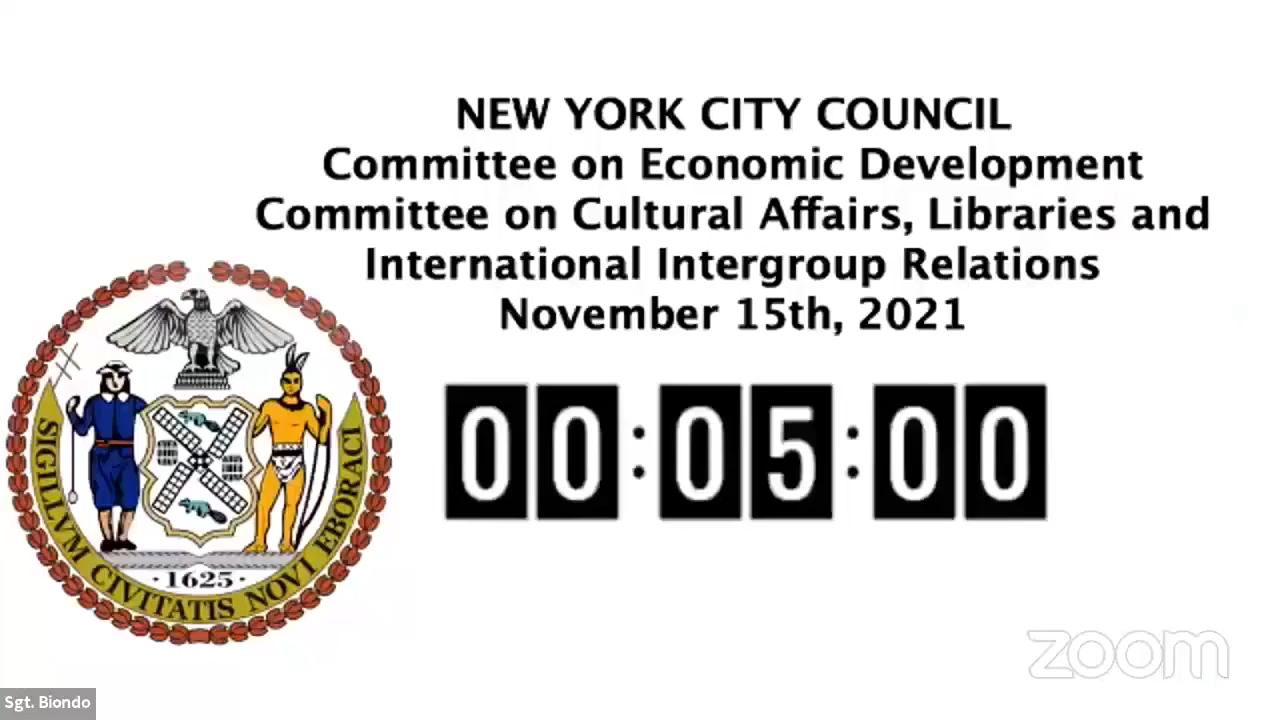 NEW YORK CITY COUNCIL
Committee on Economic Development
Committee on Cultural Affairs, Libraries and
International Intergroup Relations
November 15th, 2021
00:05:00
SIGILLVM CIVITATIS NOVI EBORACI
·1625·
zoom
Sgt. Biondo